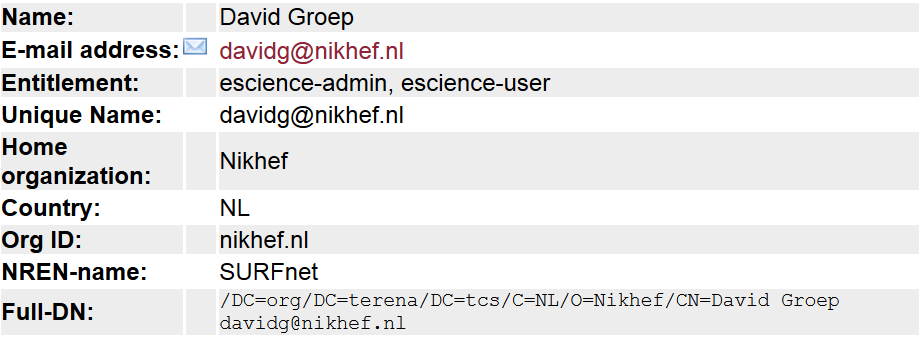 Name: David Groep
E-mail address: davidg@nikhef.nl
Entitlement: escience-admin, escience-user
Unique Name: davidg@nikhef.nl
Home
organization: Nikhef
Country: NL
Org ID: nikhef.nl
NREN-name: SURFnet
Full-DN: /DC=org/DC=terena/DC=tcs/C=NL/O=Nikhef/CN=David Groep
davidg@nikhef.nl